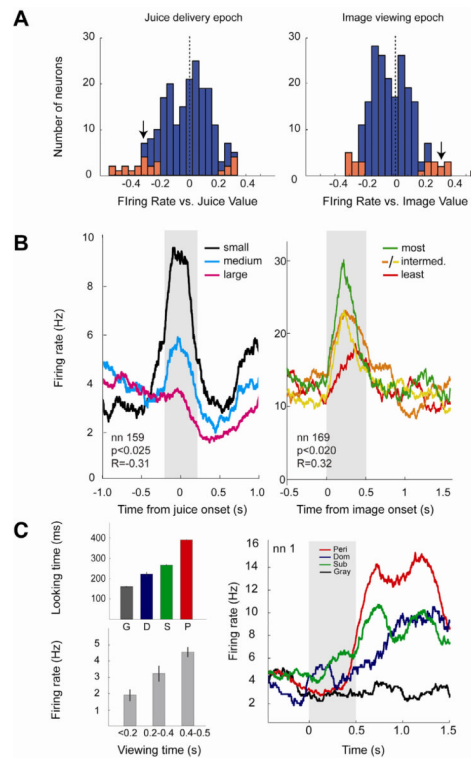 A
Juice delivery epoch
Image viewing epoch
Number of neurons
30
20
10
0
-0.4 -0.2 0 0.2 0.4
FIring Rate vs. Juice Value
30
20
10
0
-0.4 -0.2 0 0.2 0.4
FIring Rate vs. Image Value
B
Firing rate (Hz)
10
8
6
4
2
0
small
medium
large
nn 159
p<0.025
R=-0.31
-1.0 -0.5 0 0.5 1.0
Time from juice onset (s)
30
20
10
most
/ intermed.
least
nn 169
p<0.020
R=0.32
-0.5 0 0.5 1.0 1.5
Time from image onset (s)
C
Looking time (ms)
400
300
200
100
G D S P
Firing rate (Hz)
5
4
3
2
1
<0.2 0.2-0.4 0.4-0.5
Viewing time (s)
Firing rate (Hz)
16
14
12
10
8
6
4
2
nn 1
Peri
Dom
Sub
Gray
0 0.5 1.0 1.5
Time (s)